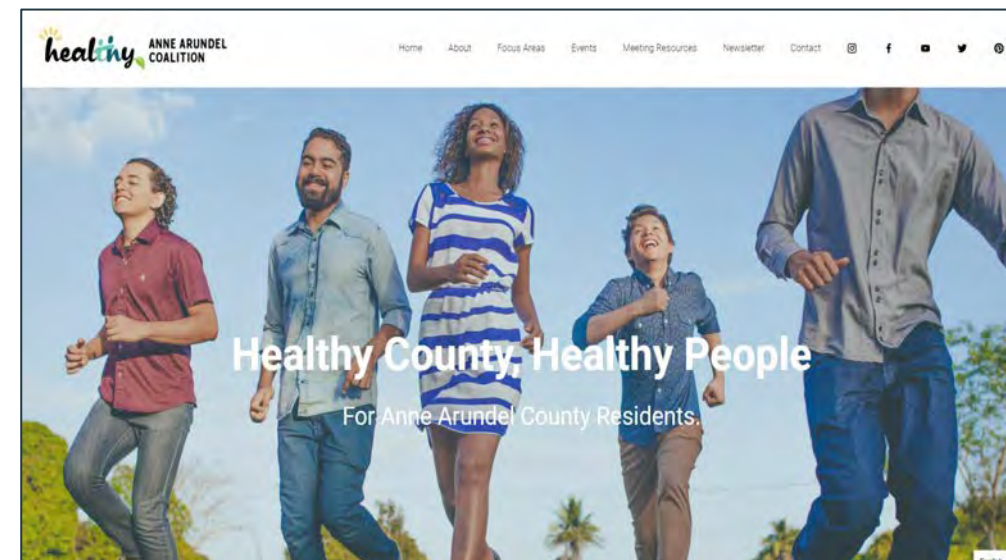 healthy ANNE ARUNDEL
COALITION
Home About Focus Areas Events Meeting Resources Newsletter Contact
Healthy County, Healthy People
For Anne Arundel County Residents.